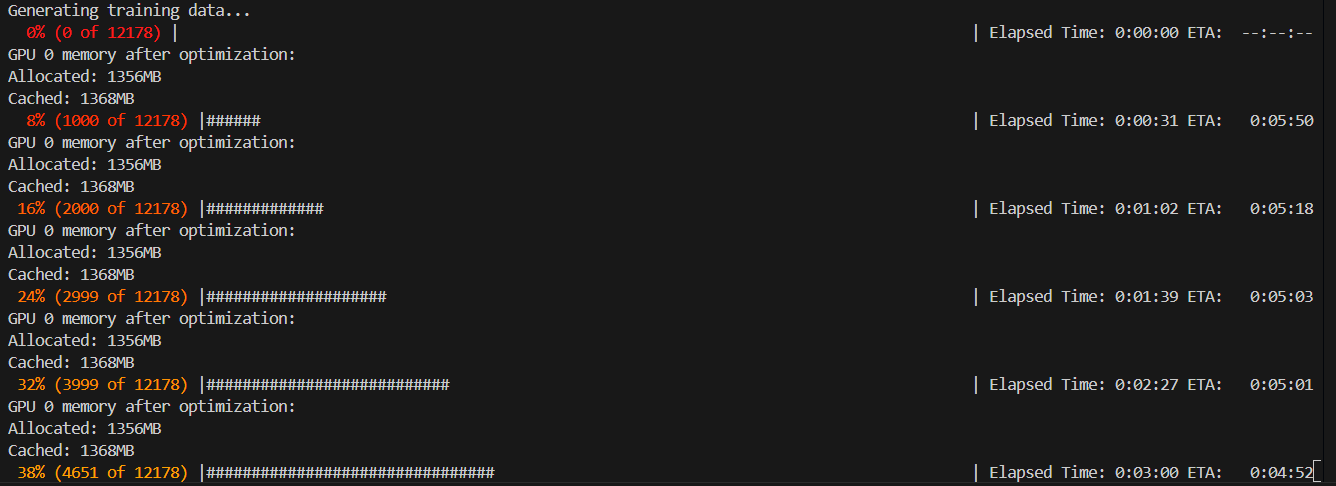 Generating training data...
0% (0 of 12178) | | Elapsed Time: 0:00:00 ETA: --:--:--
GPU 0 memory after optimization:
Allocated: 1356MB
Cached: 1368MB
8% (1000 of 12178) |###### | Elapsed Time: 0:00:31 ETA: 0:05:50
GPU 0 memory after optimization:
Allocated: 1356MB
Cached: 1368MB
16% (2000 of 12178) |############# | Elapsed Time: 0:01:02 ETA: 0:05:18
GPU 0 memory after optimization:
Allocated: 1356MB
Cached: 1368MB
24% (2999 of 12178) |#################### | Elapsed Time: 0:01:39 ETA: 0:05:03
GPU 0 memory after optimization:
Allocated: 1356MB
Cached: 1368MB
32% (3999 of 12178) |########################### | Elapsed Time: 0:02:27 ETA: 0:05:01
GPU 0 memory after optimization:
Allocated: 1356MB
Cached: 1368MB
38% (4651 of 12178) |################################ | Elapsed Time: 0:03:00 ETA: 0:04:52